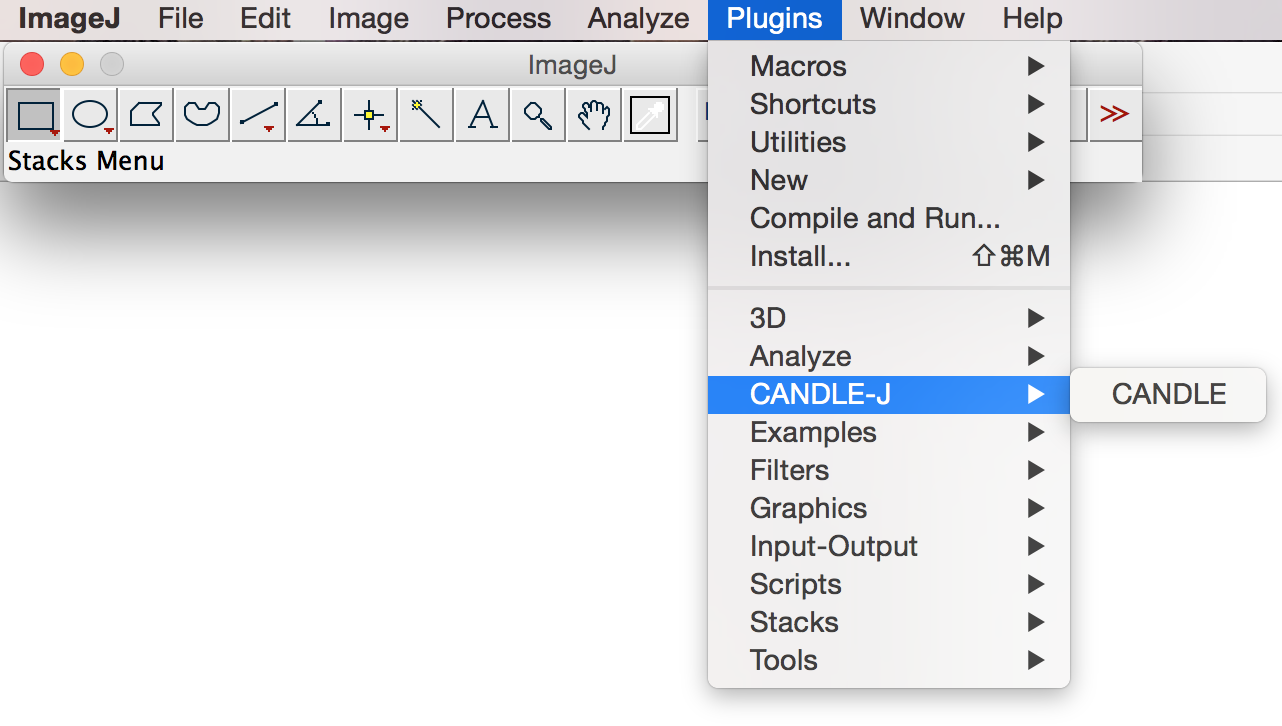 ImageJ File Edit Image Process Analyze Plugins Window Help
ImageJ
Stacks Menu
Macros
Shortcuts
Utilities
New
Compile and Run...
Install... ⇧⌘M
3D
Analyze
CANDLE-J
CANDLE
Examples
Filters
Graphics
Input-Output
Scripts
Stacks
Tools